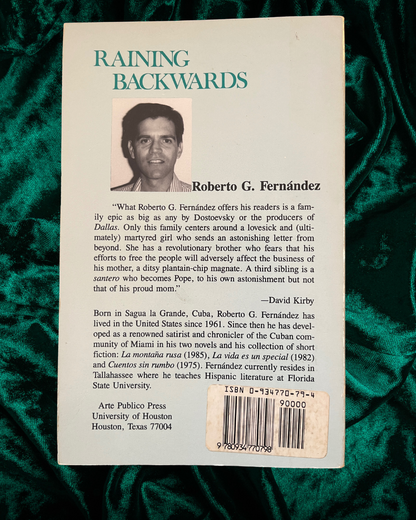 RAINING
BACKWARDS
Roberto G. Fernández
"What Roberto G. Fernández offers his readers is a fam-
ily epic as big as any by Dostoevsky or the producers of
Dallas. Only this family centers around a lovesick and (ulti-
mately) martyred girl who sends an astonishing letter from
beyond. She has a revolutionary brother who fears that his
efforts to free the people will adversely affect the business of
his mother, a ditsy plantain-chip magnate. A third sibling is a
santero who becomes Pope, to his own astonishment but not
that of his proud mom."
—David Kirby
Born in Sagua la Grande, Cuba, Roberto G. Fernández has
lived in the United States since 1961. Since then he has devel-
oped as a renowned satirist and chronicler of the Cuban com-
munity of Miami in his two novels and his collection of short
fiction: La montaña rusa (1985), La vida es un special (1982)
and Cuentos sin rumbo (1975). Fernández currently resides in
Tallahassee where he teaches Hispanic literature at Florida
State University.
Arte Publico Press
University of Houston
Houston, Texas 77004
ISBN 0-934770-79-4
90000
9 780934 770798